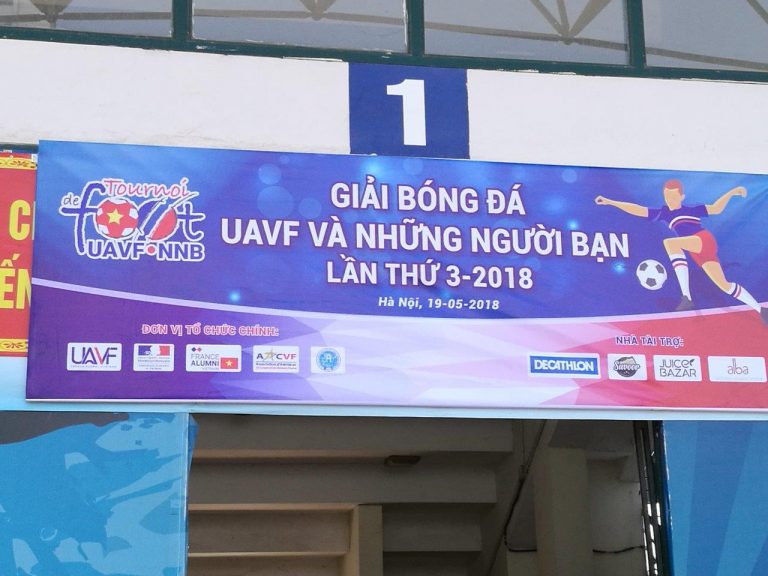 1
Tournoi
de foot
UAVF•NNB
GIẢI BÓNG ĐÁ
UAVF VÀ NHỮNG NGƯỜI BẠN
LẦN THỨ 3-2018
Hà Nội, 19-05-2018
ĐƠN VỊ TỔ CHỨC CHÍNH:
NHÀ TÀI TRỢ:
UAVF
FRANCE
ALUMNI
DECATHLON
Saveur
JUICE
BAZAR
alba